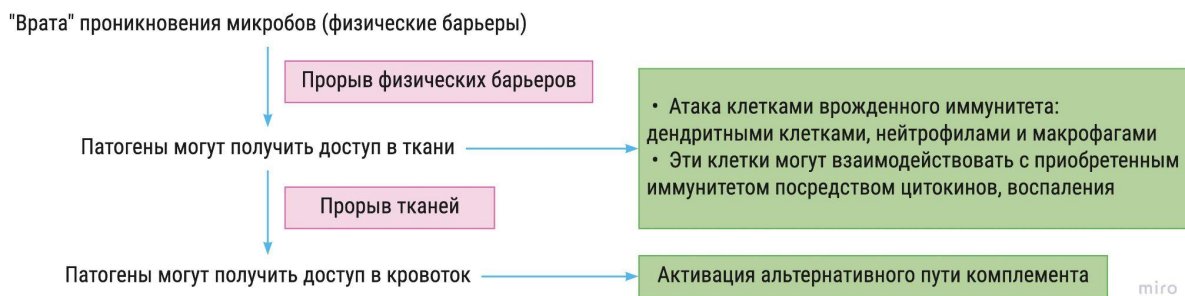 "Врата" проникновения микробов (физические барьеры)
Прорыв физических барьеров
Патогены могут получить доступ в ткани
• Атака клетками врожденного иммунитета:
дендритными клетками, нейтрофилами и макрофагами
• Эти клетки могут взаимодействовать с приобретенным
иммунитетом посредством цитокинов, воспаления
Прорыв тканей
Патогены могут получить доступ в кровоток
Активация альтернативного пути комплемента
miro